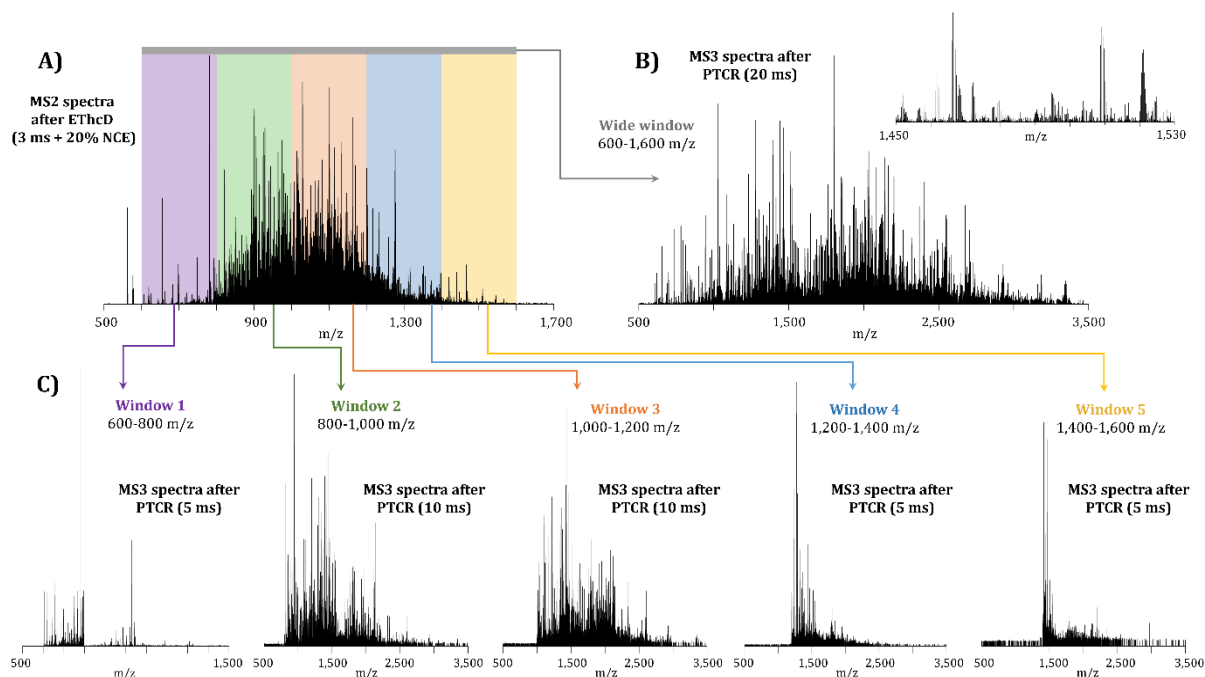 A)
MS2 spectra
after EThcD
(3 ms + 20% NCE)
500
900
1,300
1,700
m/z
B)
MS3 spectra after
PTCR (20 ms)
Wide window
600-1,600 m/z
1,450
m/z
1,530
500
1,500
2,500
3,500
m/z
C)
Window 1
600-800 m/z
MS3 spectra after
PTCR (5 ms)
500
1,500
m/z
Window 2
800-1,000 m/z
MS3 spectra after
PTCR (10 ms)
500
1,500
2,500
3,500
m/z
Window 3
1,000-1,200 m/z
MS3 spectra after
PTCR (10 ms)
500
1,500
2,500
3,500
m/z
Window 4
1,200-1,400 m/z
MS3 spectra after
PTCR (5 ms)
500
1,500
2,500
3,500
m/z
Window 5
1,400-1,600 m/z
MS3 spectra after
PTCR (5 ms)
500
1,500
2,500
3,500
m/z